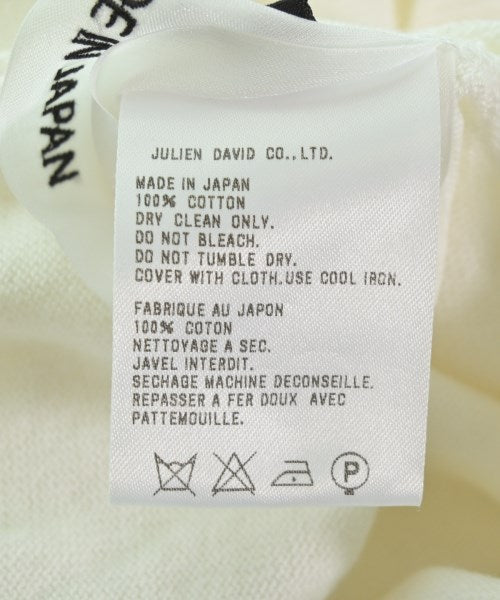 DE IN JAPAN
JULIEN DAVID CO.,LTD.
MADE IN JAPAN
100% COTTON
DRY CLEAN ONLY.
DO NOT BLEACH.
DO NOT TUMBLE DRY.
COVER WITH CLOTH.USE COOL IRON.
FABRIQUE AU JAPON
100% COTON
NETTOYAGE A SEC.
JAVEL INTERDIT.
SECHAGE MACHINE DECONSEILLE.
REPASSER A FER DOUX AVEC
PATTEMOUILLE.
P